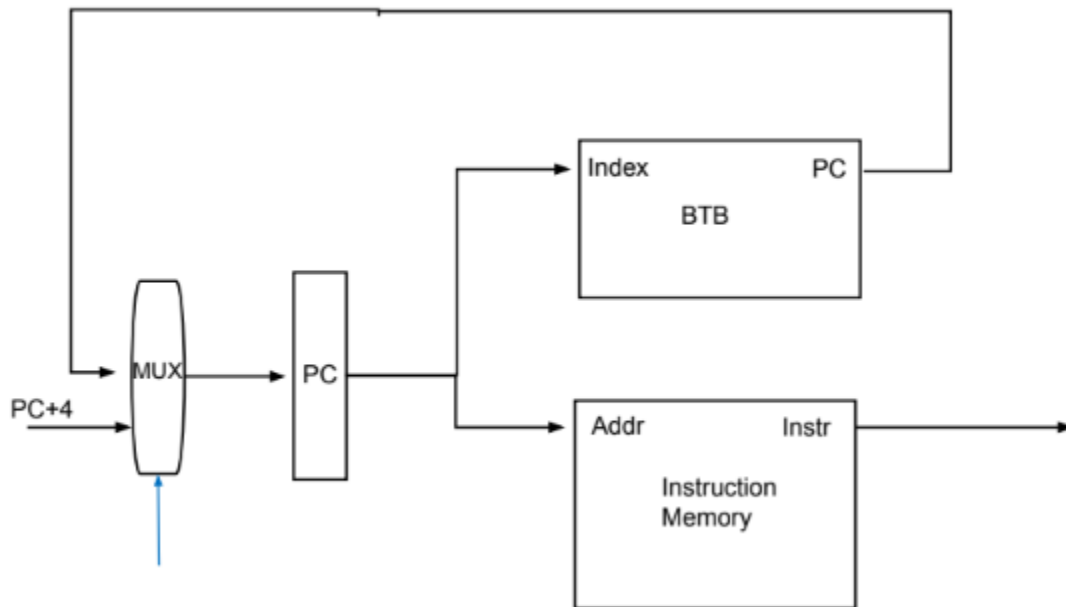 Index
PC
BTB
MUX
PC
PC+4
Addr
Instr
Instruction
Memory